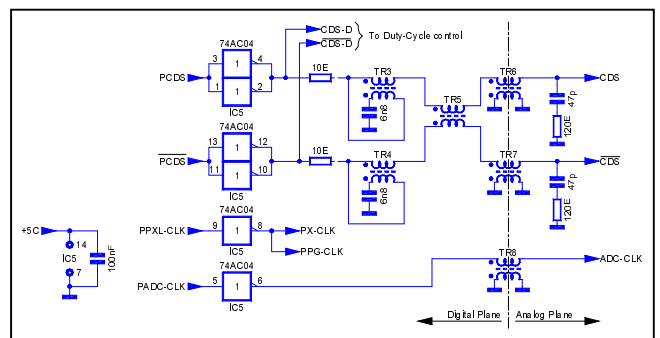 CDS-D
C̅D̅S̅-̅D̅
To Duty-Cycle control
74AC04
3
4
PCDS
1
1
1
2
IC5
10E
TR3
6n8
TR5
TR6
CDS
47p
120E
74AC04
13
12
P̅C̅D̅S̅
1
11
1
10
IC5
10E
TR4
6n8
TR7
C̅D̅S̅
47p
120E
74AC04
PPXL-CLK
9
1
8
PX-CLK
IC5
PPG-CLK
+5C
14
IC5
7
100nF
74AC04
PADC-CLK
5
1
6
IC5
TR8
ADC-CLK
Digital Plane
Analog Plane